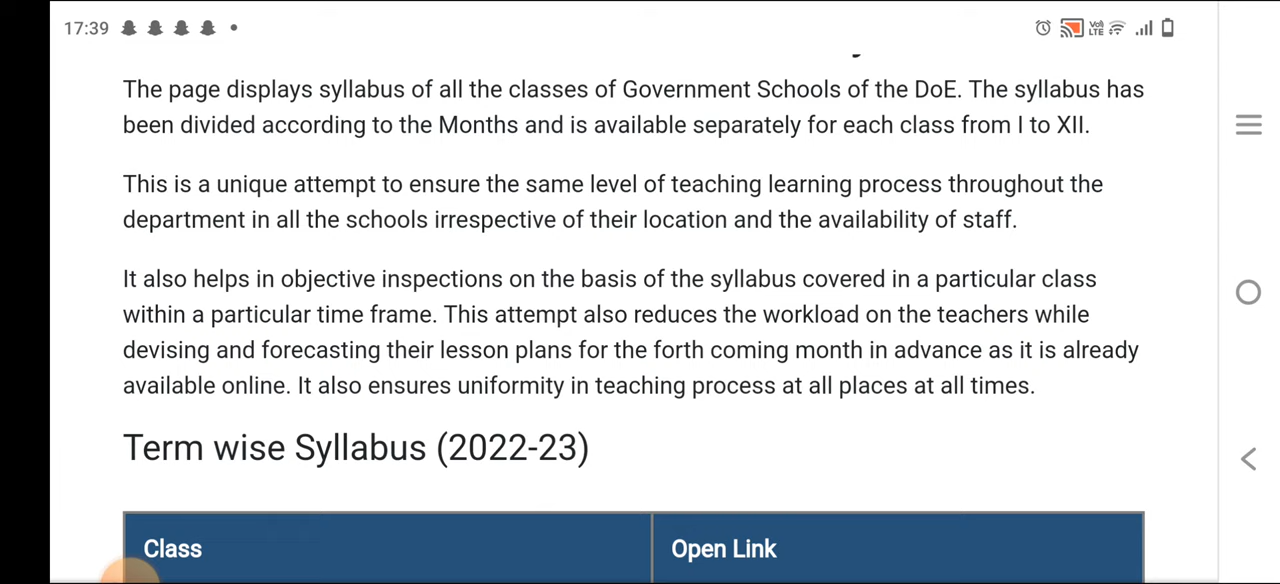 17:39
Vo) LTE
The page displays syllabus of all the classes of Government Schools of the DoE. The syllabus has
been divided according to the Months and is available separately for each class from I to XII.
This is a unique attempt to ensure the same level of teaching learning process throughout the
department in all the schools irrespective of their location and the availability of staff.
It also helps in objective inspections on the basis of the syllabus covered in a particular class
within a particular time frame. This attempt also reduces the workload on the teachers while
devising and forecasting their lesson plans for the forth coming month in advance as it is already
available online. It also ensures uniformity in teaching process at all places at all times.
Term wise Syllabus (2022-23)
Class
Open Link